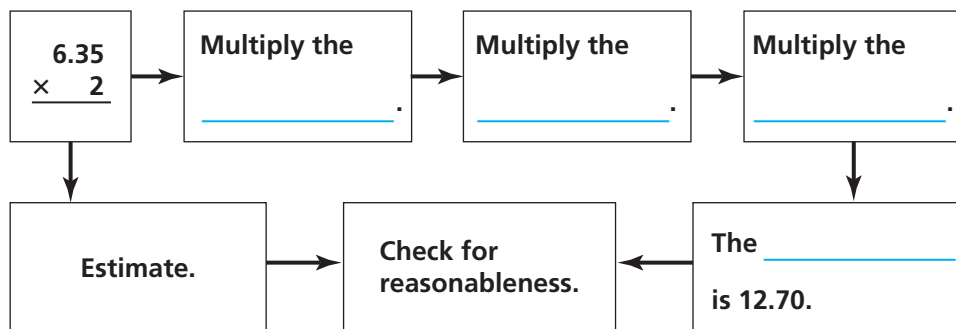 6.35
× 2
Multiply the
.
Multiply the
.
Multiply the
.
Estimate.
Check for
reasonableness.
The
is 12.70.